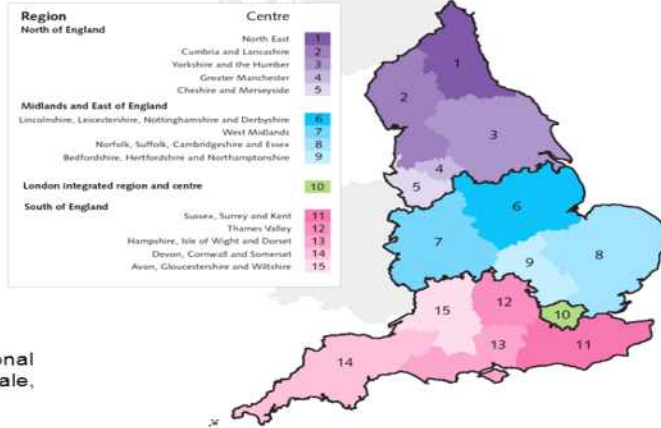 Region Centre
North of England
North East 1
Cumbria and Lancashire 2
Yorkshire and the Humber 3
Greater Manchester 4
Cheshire and Merseyside 5
Midlands and East of England
Lincolnshire, Leicestershire, Nottinghamshire and Derbyshire 6
West Midlands 7
Norfolk, Suffolk, Cambridgeshire and Essex 8
Bedfordshire, Hertfordshire and Northamptonshire 9
London integrated region and centre 10
South of England
Sussex, Surrey and Kent 11
Thames Valley 12
Hampshire, Isle of Wight and Dorset 13
Devon, Cornwall and Somerset 14
Avon, Gloucestershire and Wiltshire 15
1
2
3
4
5
6
7
8
9
10
15
12
11
13
14
onal
ale,